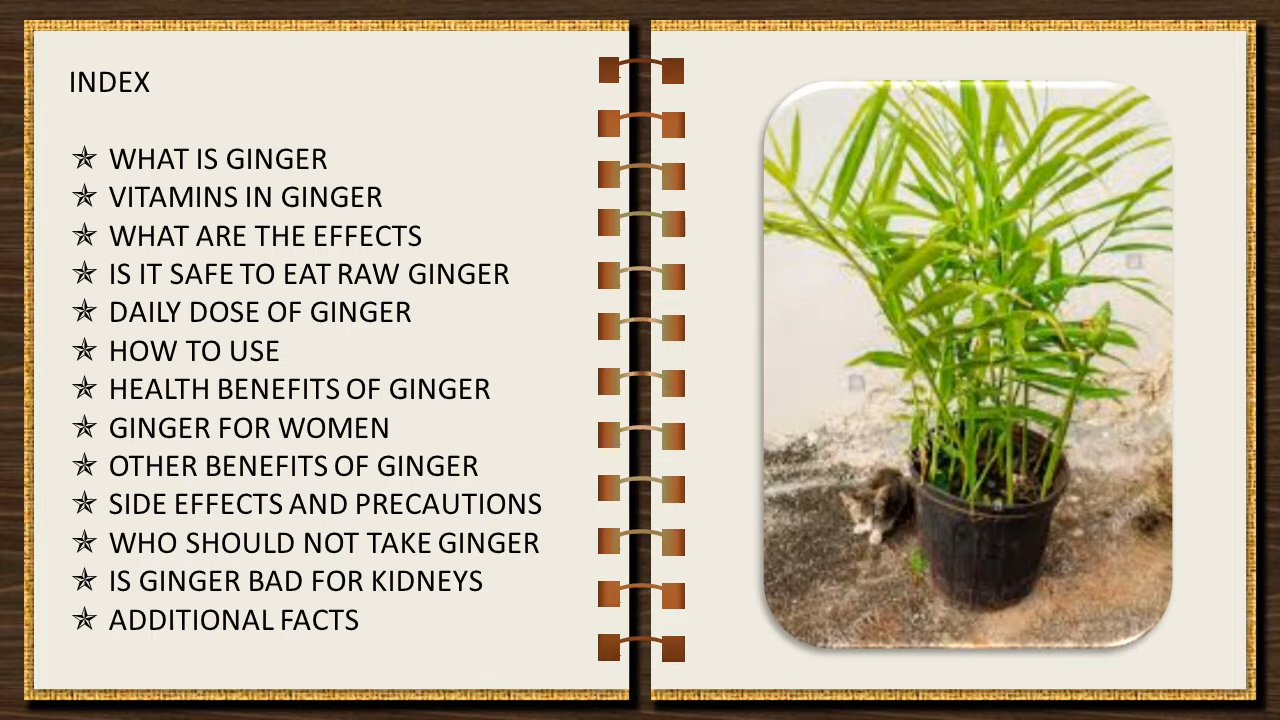 INDEX
✯ WHAT IS GINGER
✯ VITAMINS IN GINGER
✯ WHAT ARE THE EFFECTS
✯ IS IT SAFE TO EAT RAW GINGER
✯ DAILY DOSE OF GINGER
✯ HOW TO USE
✯ HEALTH BENEFITS OF GINGER
✯ GINGER FOR WOMEN
✯ OTHER BENEFITS OF GINGER
✯ SIDE EFFECTS AND PRECAUTIONS
✯ WHO SHOULD NOT TAKE GINGER
✯ IS GINGER BAD FOR KIDNEYS
✯ ADDITIONAL FACTS